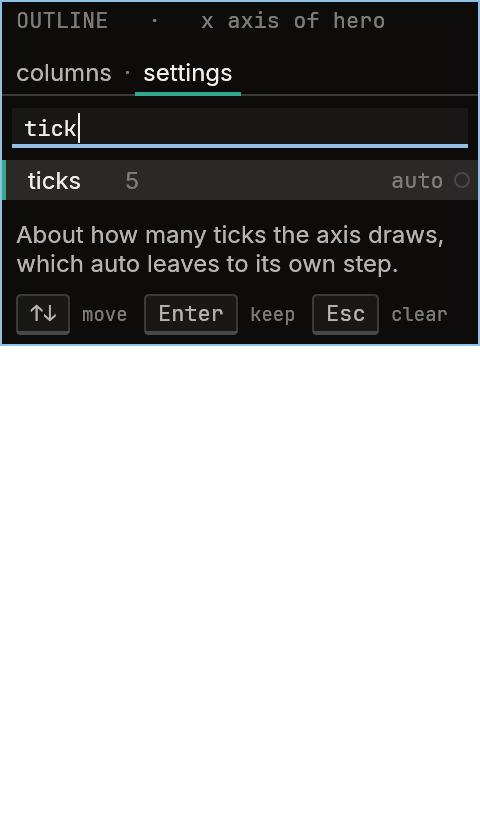 OUTLINE · x axis of hero
columns · settings
tick
ticks 5 auto
About how many ticks the axis draws,
which auto leaves to its own step.
↑↓ move Enter keep Esc clear